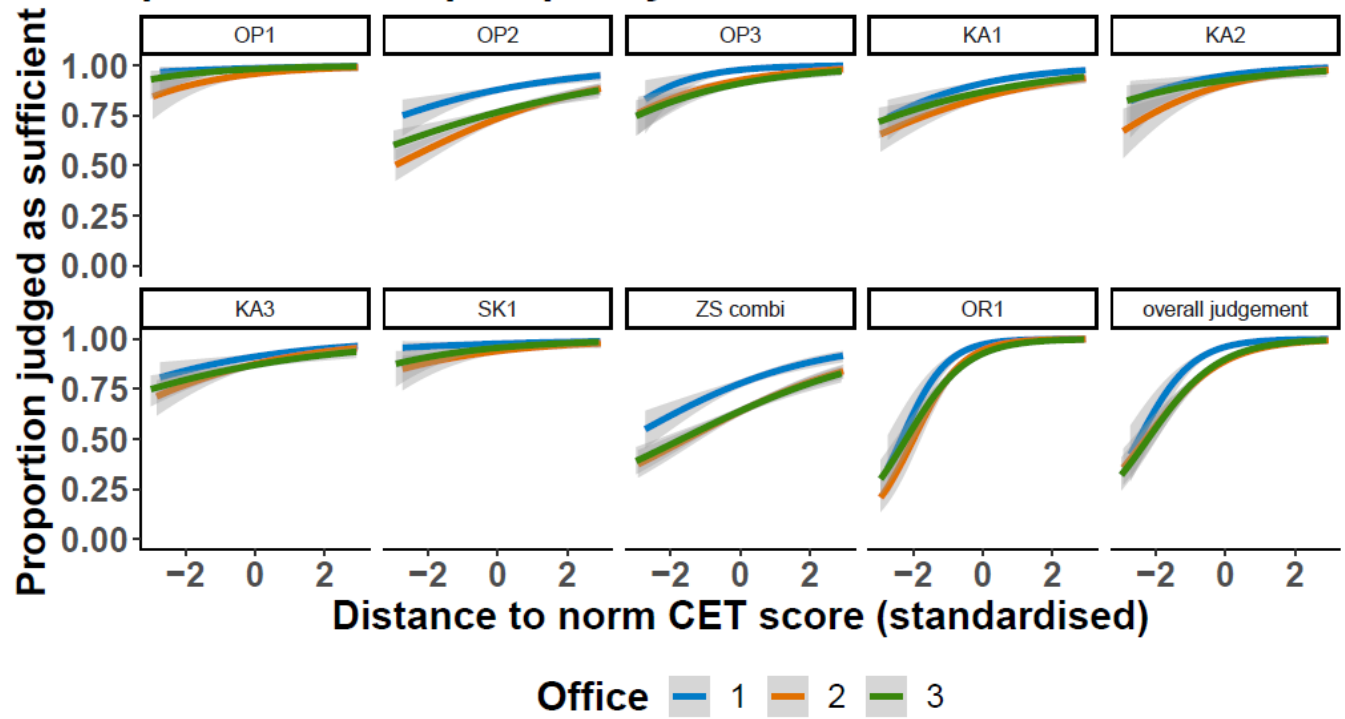 OP1 OP2 OP3 KA1 KA2
1.00
0.75
0.50
0.25
0.00
Proportion judged as sufficient
KA3 SK1 ZS combi OR1 overall judgement
1.00
0.75
0.50
0.25
0.00
−2 0 2 −2 0 2 −2 0 2 −2 0 2 −2 0 2
Distance to norm CET score (standardised)
Office 1 2 3